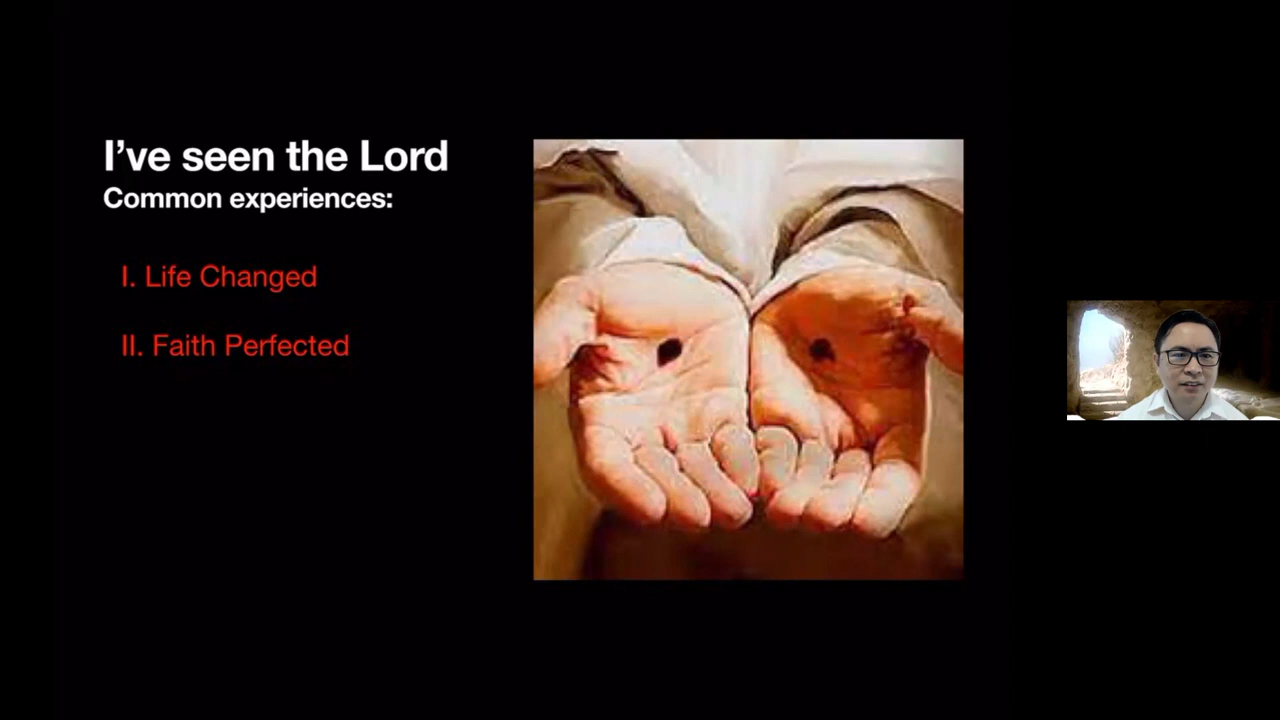 I’ve seen the Lord
Common experiences:
I. Life Changed
II. Faith Perfected